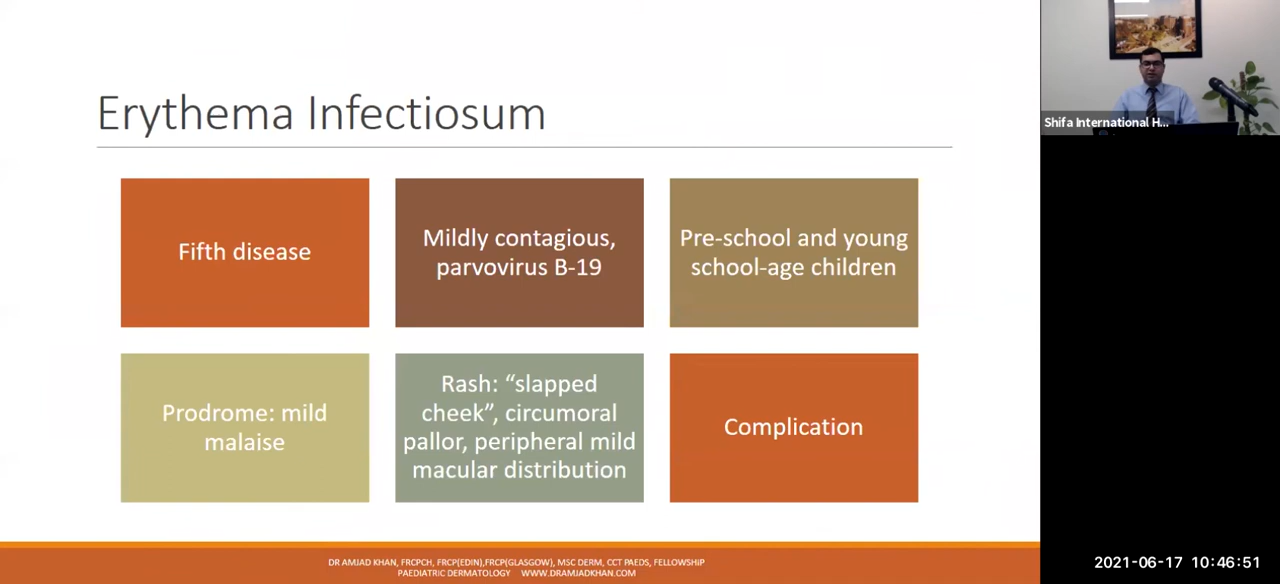 Erythema Infectiosum
Fifth disease
Mildly contagious,
parvovirus B-19
Pre-school and young
school-age children
Prodrome: mild
malaise
Rash: “slapped
cheek”, circumoral
pallor, peripheral mild
macular distribution
Complication
DR AMJAD KHAN, FRCPCH, FRCP(EDIN),FRCP(GLASGOW), MSC DERM, CCT PAEDS, FELLOWSHIP
PAEDIATRIC DERMATOLOGY WWW.DRAMJADKHAN.COM
Shifa International H...
2021-06-17 10:46:51